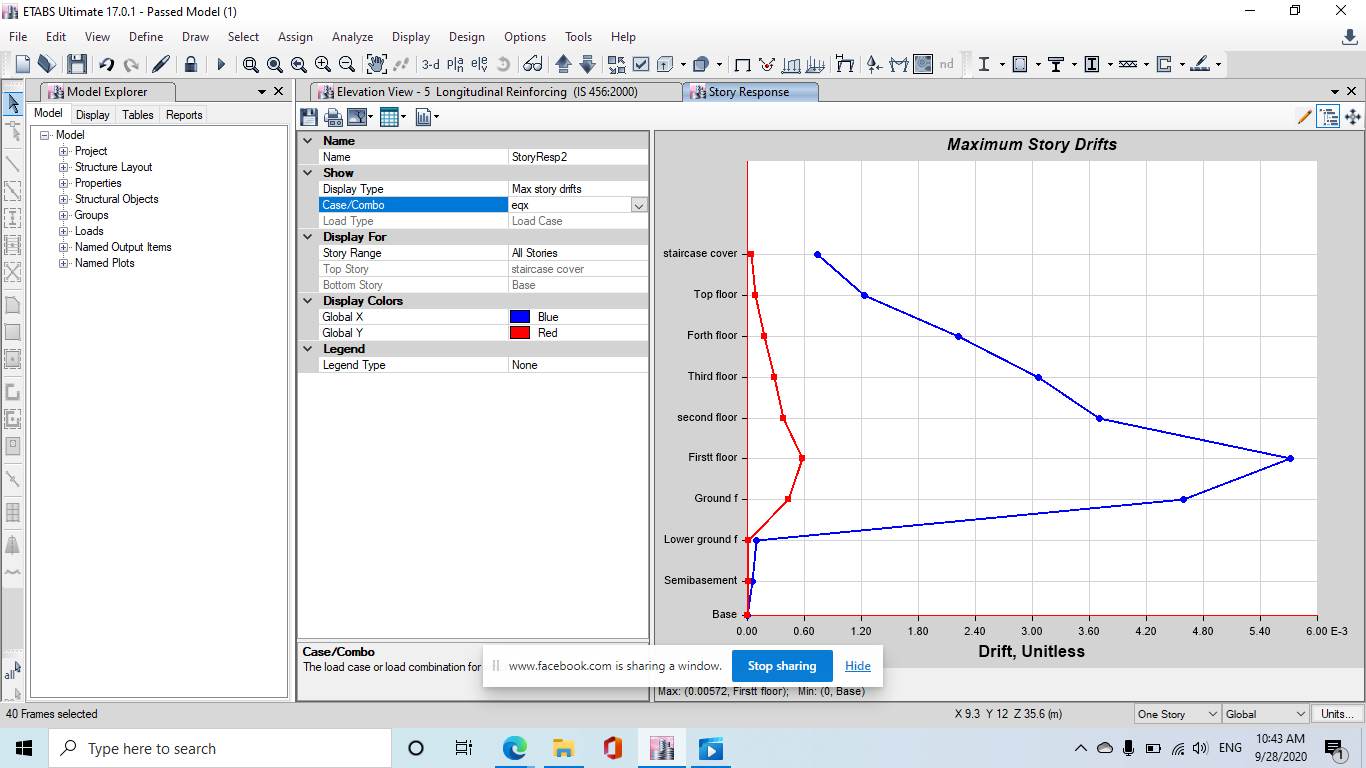 ETABS Ultimate 17.0.1 - Passed Model (1)
File Edit View Define Draw Select Assign Analyze Display Design Options Tools Help
3-d plan elev nd
Model Explorer
Elevation View - 5 Longitudinal Reinforcing (IS 456:2000)
Story Response
Model Display Tables Reports
Model
Project
Structure Layout
Properties
Structural Objects
Groups
Loads
Named Output Items
Named Plots
Name
Name StoryResp2
Show
Display Type Max story drifts
Case/Combo eqx
Load Type Load Case
Display For
Story Range All Stories
Top Story staircase cover
Bottom Story Base
Display Colors
Global X Blue
Global Y Red
Legend
Legend Type None
Case/Combo
The load case or load combination for
Maximum Story Drifts
staircase cover
Top floor
Forth floor
Third floor
second floor
Firstt floor
Ground f
Lower ground f
Semibasement
Base
0.00 0.60 1.20 1.80 2.40 3.00 3.60 4.20 4.80 5.40 6.00 E-3
Drift, Unitless
Max: (0.00572, Firstt floor); Min: (0, Base)
www.facebook.com is sharing a window.
Stop sharing
Hide
all
40 Frames selected
X 9.3 Y 12 Z 35.6 (m)
One Story
Global
Units...
Type here to search
ENG
10:43 AM
9/28/2020
1